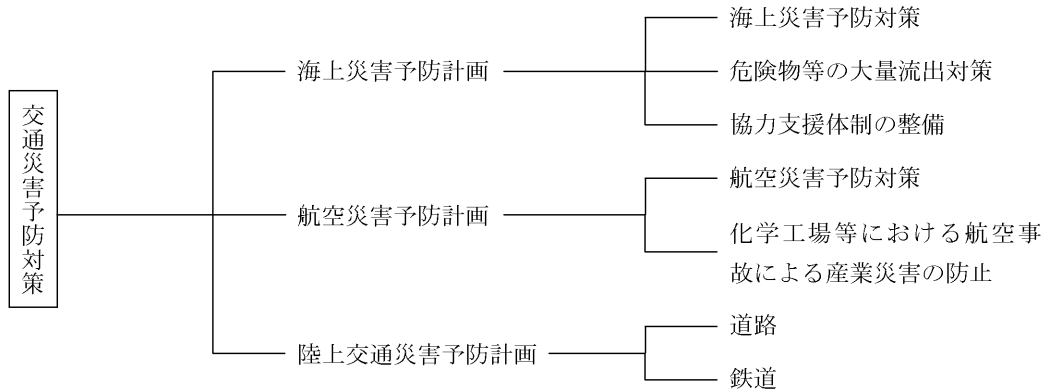 交通災害予防対策
海上災害予防計画
海上災害予防対策
危険物等の大量流出対策
協力支援体制の整備
航空災害予防計画
航空災害予防対策
化学工場等における航空事
故による産業災害の防止
陸上交通災害予防計画
道路
鉄道